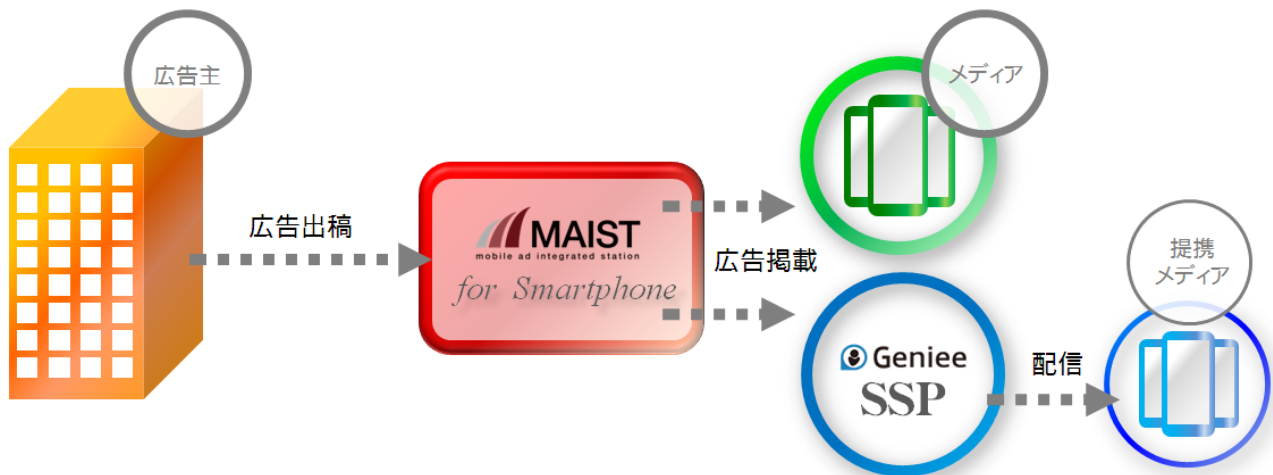 広告主
メディア
広告出稿
MAIST
mobile ad integrated station
for Smartphone
広告掲載
提携
メディア
Geniee
SSP
配信